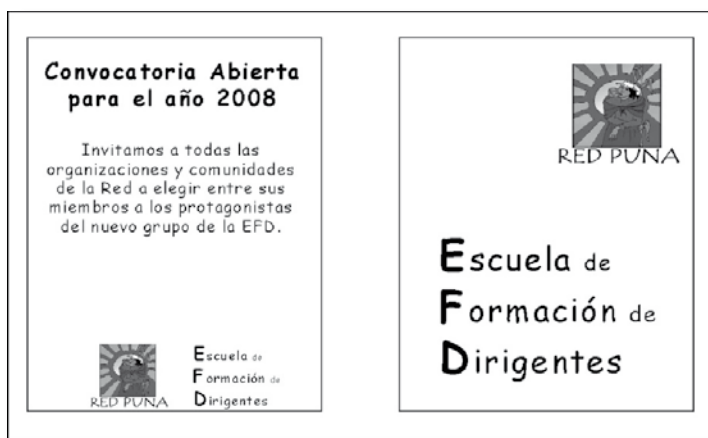 Convocatoria Abierta
para el año 2008
Invitamos a todas las
organizaciones y comunidades
de la Red a elegir entre sus
miembros a los protagonistas
del nuevo grupo de la EFD.
RED PUNA
Escuela de
Formación de
Dirigentes
RED PUNA
Escuela de
Formación de
Dirigentes